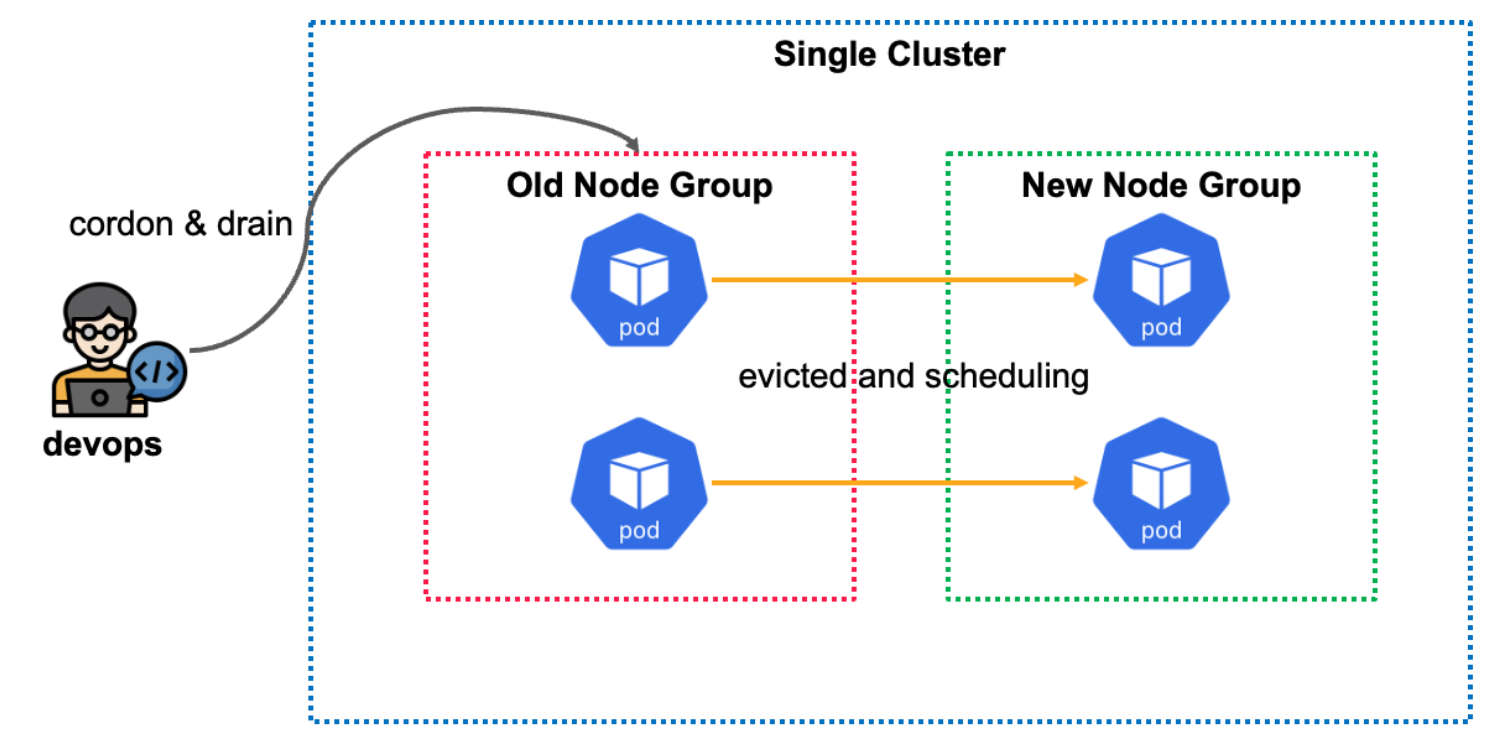 Single Cluster
Old Node Group
New Node Group
cordon & drain
pod
pod
evicted and scheduling
devops
pod
pod